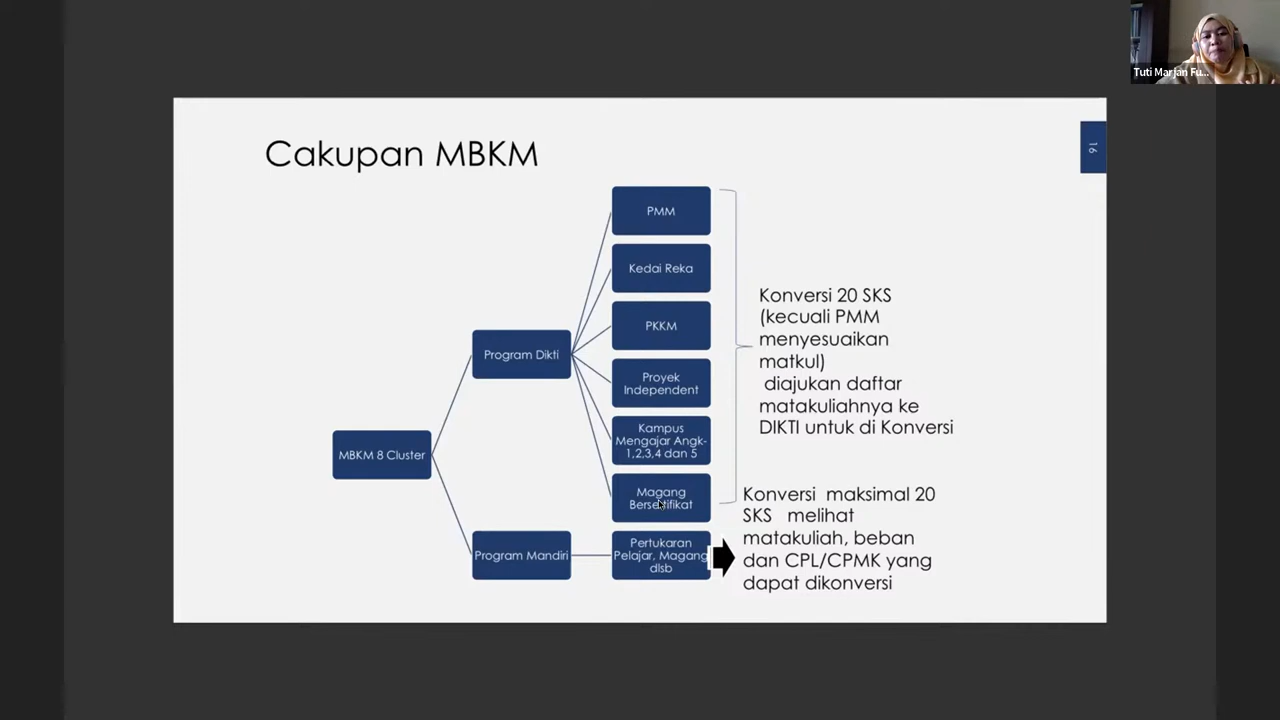 Tuti Marjan Fu...
16
Cakupan MBKM
PMM
Kedai Reka
PKKM
Proyek
Independent
Kampus
Mengajar Angk-
1,2,3,4 dan 5
Magang
Bersertifikat
Program Dikti
MBKM 8 Cluster
Program Mandiri
Pertukaran
Pelajar, Magang
dlsb
Konversi 20 SKS
(kecuali PMM
menyesuaikan
matkul)
diajukan daftar
matakuliahnya ke
DIKTI untuk di Konversi
Konversi maksimal 20
SKS melihat
matakuliah, beban
dan CPL/CPMK yang
dapat dikonversi